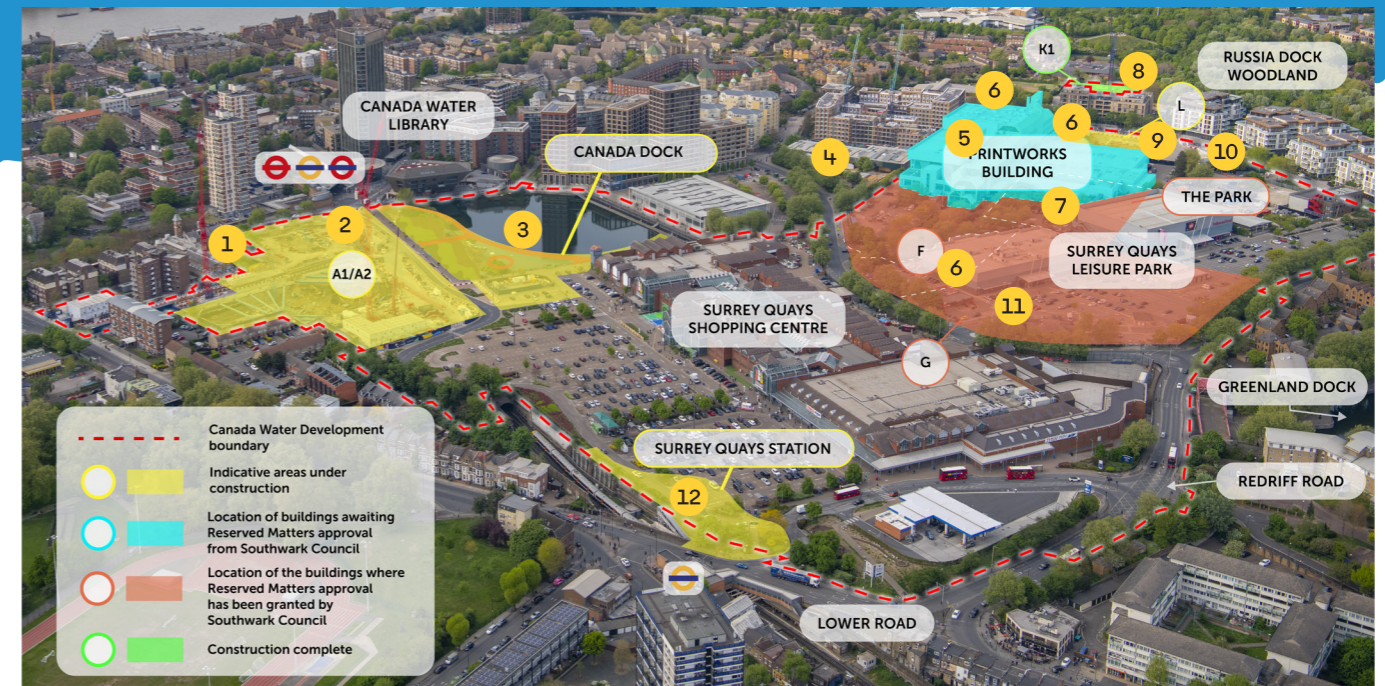 K1
8
RUSSIA DOCK
WOODLAND
6
CANADA WATER
LIBRARY
L
6
5
9
CANADA DOCK
4
PRINTWORKS
BUILDING
10
THE PARK
7
1
2
3
F
6
SURREY QUAYS
LEISURE PARK
A1/A2
11
SURREY QUAYS
SHOPPING CENTRE
G
GREENLAND DOCK
SURREY QUAYS STATION
REDRIFF ROAD
12
LOWER ROAD
Canada Water Development
boundary
Indicative areas under
construction
Location of buildings awaiting
Reserved Matters approval
from Southwark Council
Location of the buildings where
Reserved Matters approval
has been granted by
Southwark Council
Construction complete